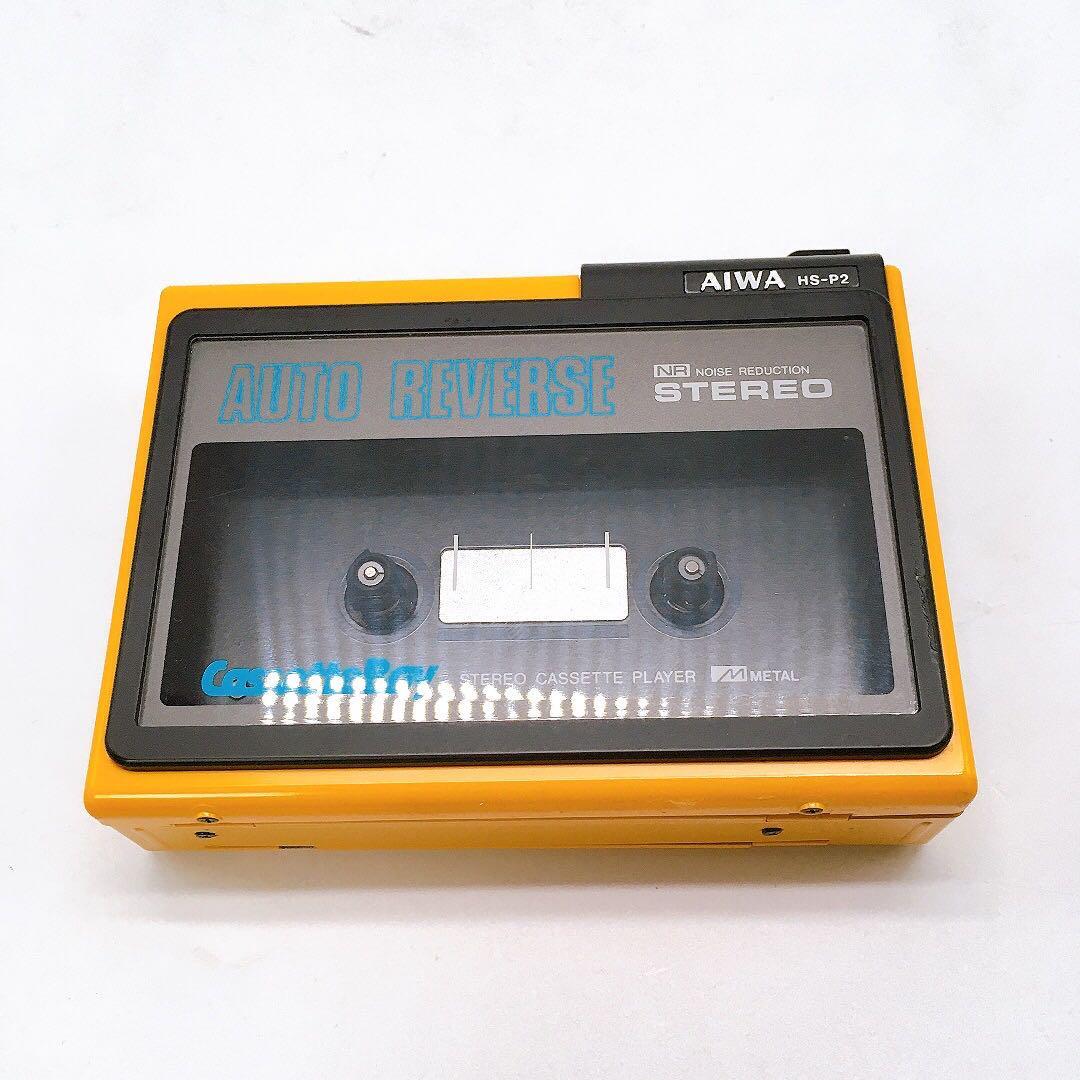 AIWA HS-P2
AUTO REVERSE
NR NOISE REDUCTION
STEREO
CassetteBoy STEREO CASSETTE PLAYER METAL